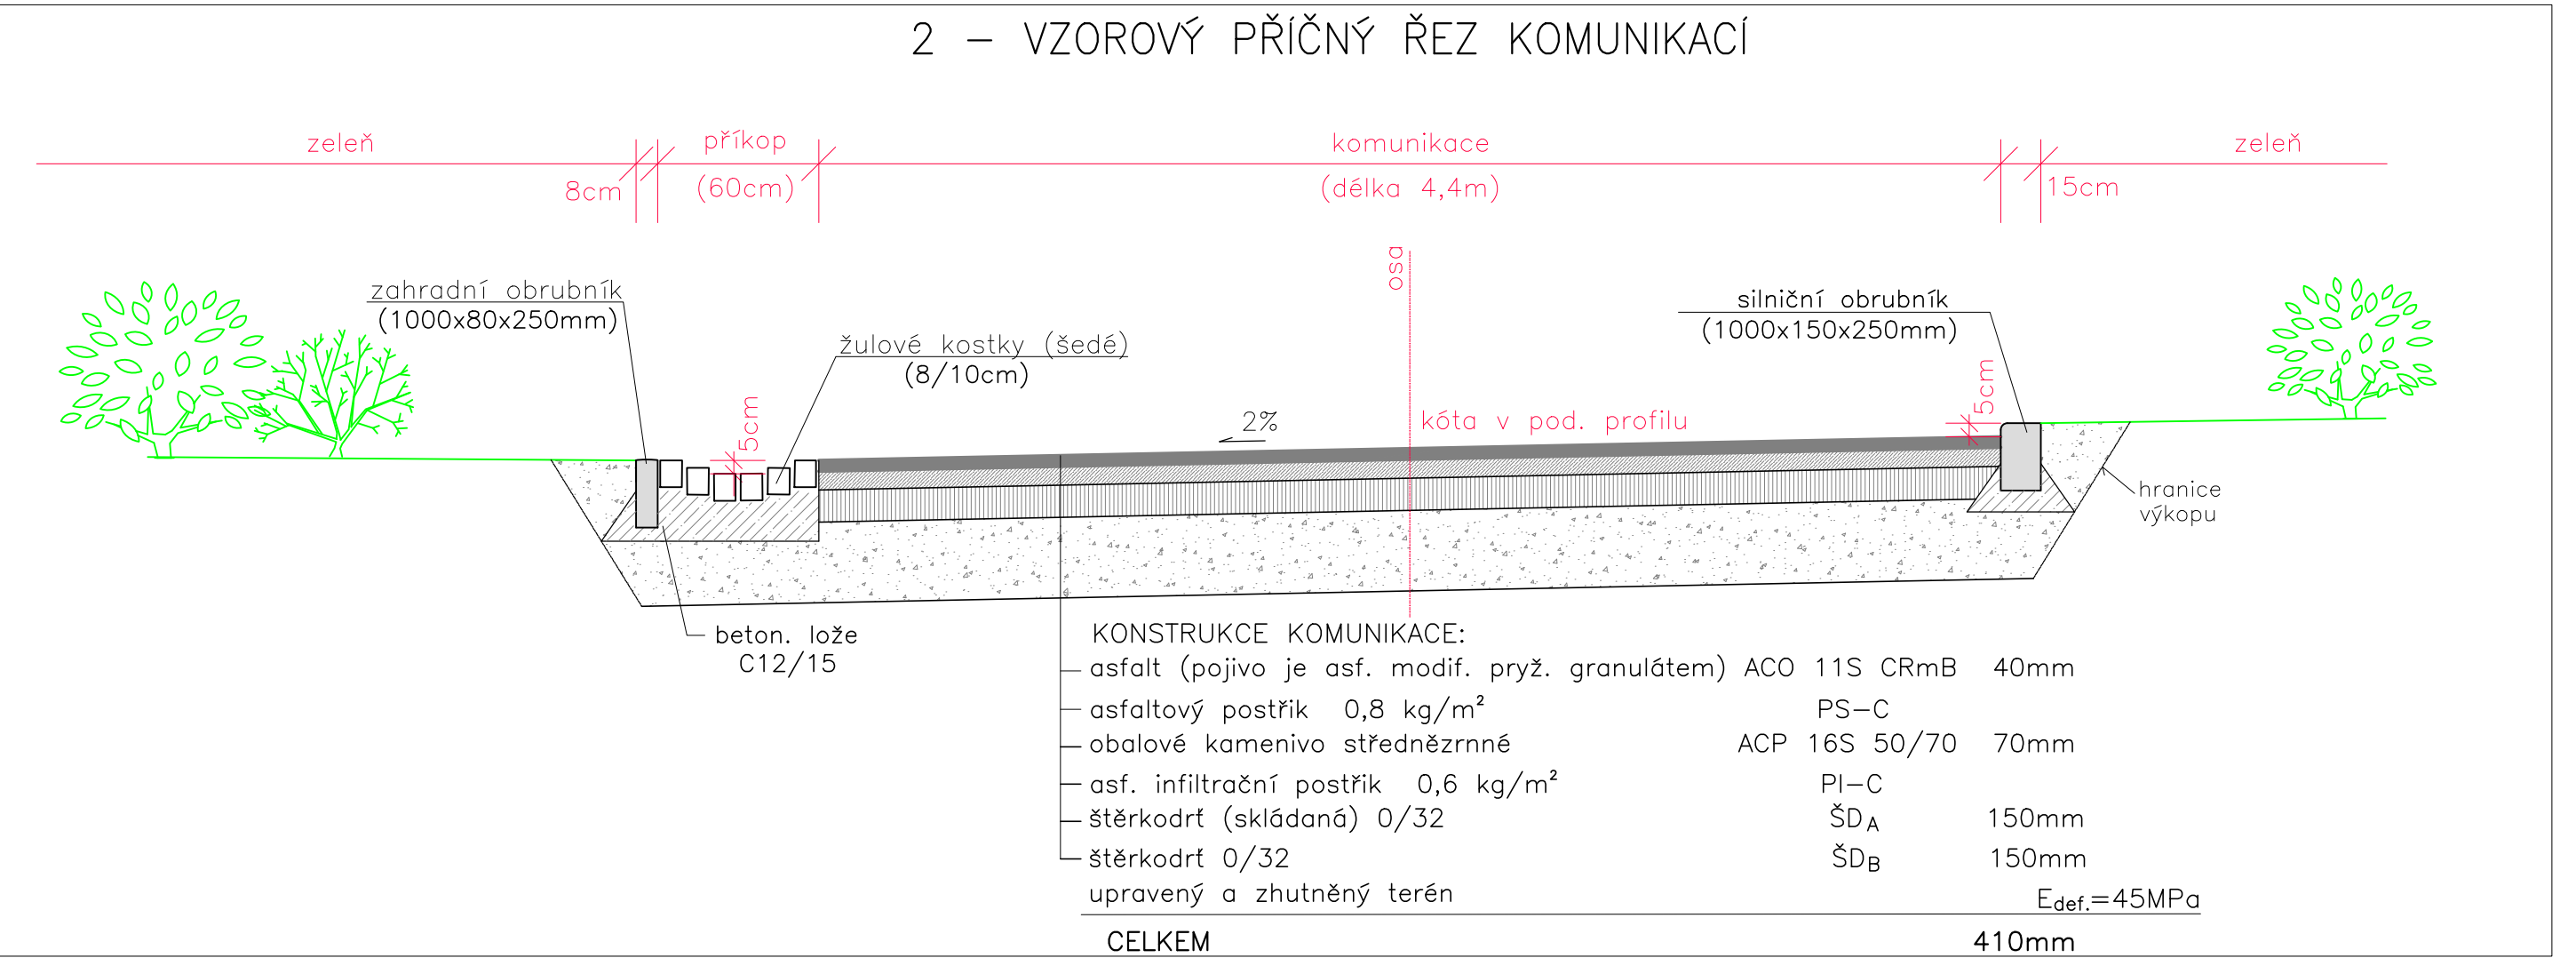 2 – VZOROVÝ PŘÍČNÝ ŘEZ KOMUNIKACÍ
zeleň
příkop
komunikace
zeleň
8cm
(60cm)
(délka 4,4m)
15cm
osa
zahradní obrubník
(1000x80x250mm)
silniční obrubník
(1000x150x250mm)
žulové kostky (šedé)
(8/10cm)
5cm
5cm
2%
kóta v pod. profilu
hranice
výkopu
beton. lože
C12/15
KONSTRUKCE KOMUNIKACE:
asfalt (pojivo je asf. modif. pryž. granulátem) ACO 11S CRmB 40mm
asfaltový postřik 0,8 kg/m² PS–C
obalové kamenivo střednězrnné ACP 16S 50/70 70mm
asf. infiltrační postřik 0,6 kg/m² PI–C
štěrkodrť (skládaná) 0/32 ŠDA 150mm
štěrkodrť 0/32 ŠDB 150mm
upravený a zhutněný terén Edef.=45MPa
CELKEM 410mm